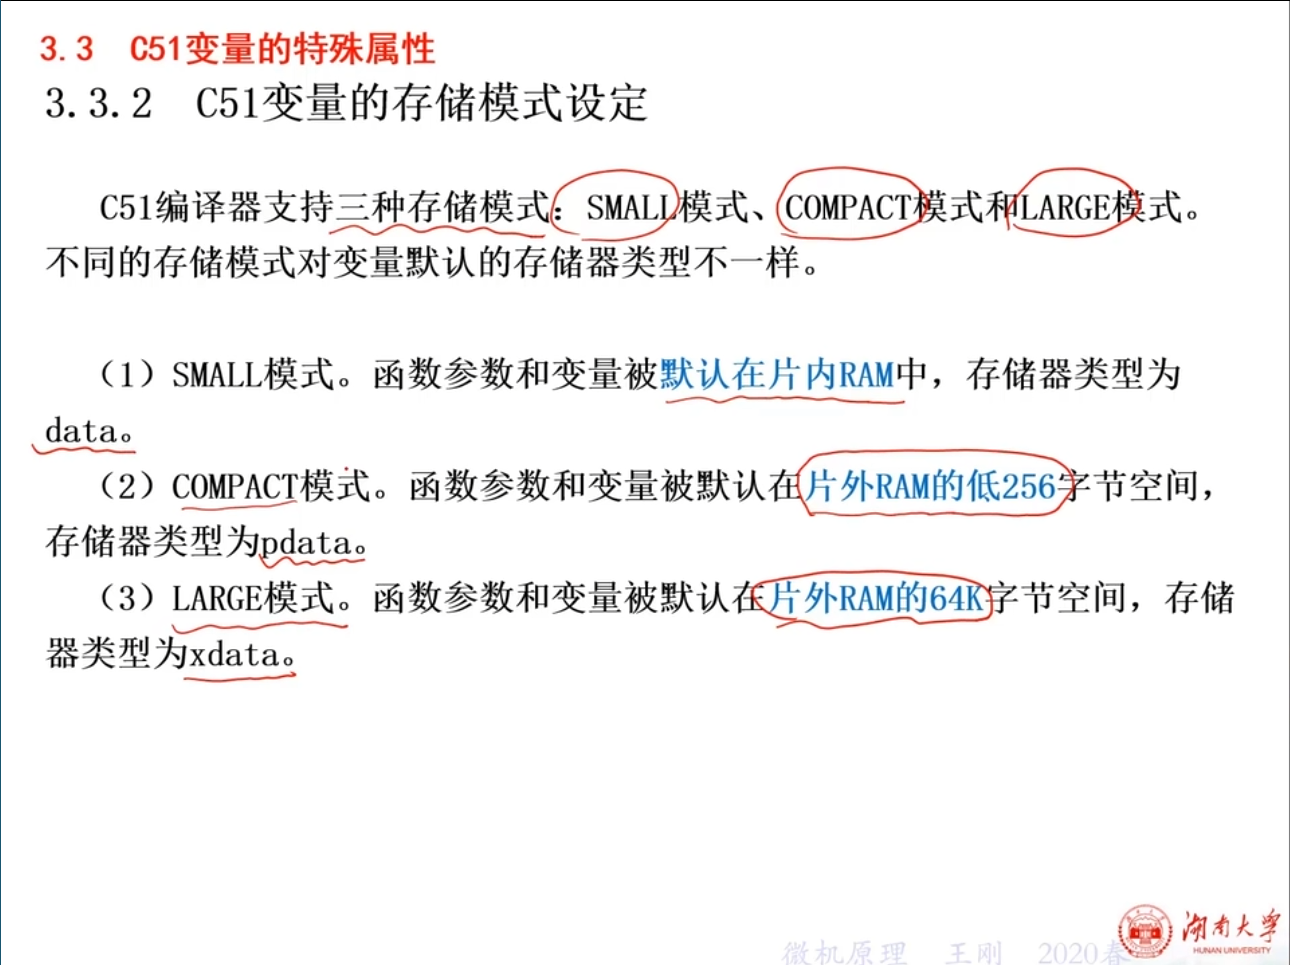 3.3 C51变量的特殊属性
3.3.2 C51变量的存储模式设定
C51编译器支持三种存储模式：SMALL模式、COMPACT模式和LARGE模式。
不同的存储模式对变量默认的存储器类型不一样。
（1）SMALL模式。函数参数和变量被默认在片内RAM中，存储器类型为
data。
（2）COMPACT模式。函数参数和变量被默认在片外RAM的低256字节空间，
存储器类型为pdata。
（3）LARGE模式。函数参数和变量被默认在片外RAM的64K字节空间，存储
器类型为xdata。
湖南大学
HUNAN UNIVERSITY
微机原理 王刚 2020春